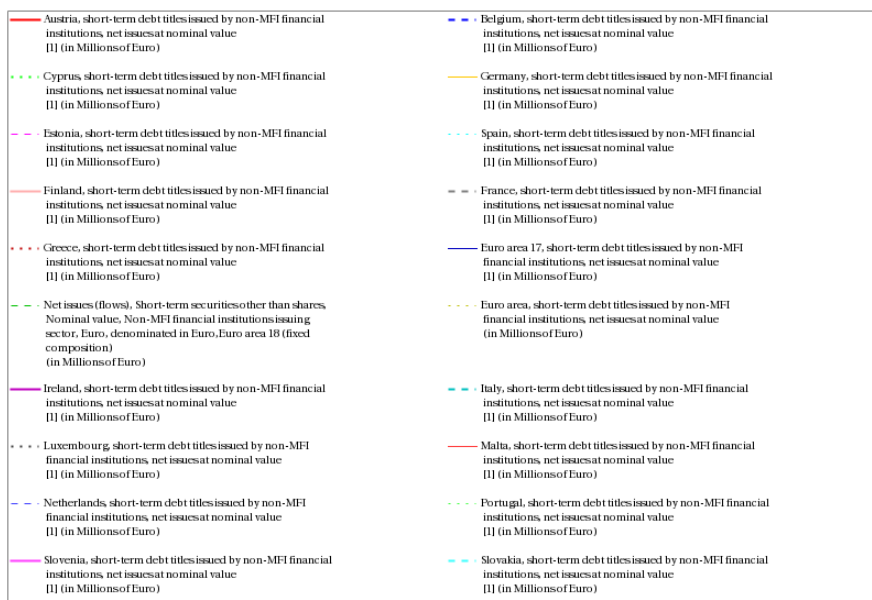 Austria, short-term debt titles issued by non-MFI financial
institutions, net issues at nominal value
[1] (in Millions of Euro)
Belgium, short-term debt titles issued by non-MFI financial
institutions, net issues at nominal value
[1] (in Millions of Euro)
Cyprus, short-term debt titles issued by non-MFI financial
institutions, net issues at nominal value
[1] (in Millions of Euro)
Germany, short-term debt titles issued by non-MFI financial
institutions, net issues at nominal value
[1] (in Millions of Euro)
Estonia, short-term debt titles issued by non-MFI financial
institutions, net issues at nominal value
[1] (in Millions of Euro)
Spain, short-term debt titles issued by non-MFI financial
institutions, net issues at nominal value
[1] (in Millions of Euro)
Finland, short-term debt titles issued by non-MFI financial
institutions, net issues at nominal value
[1] (in Millions of Euro)
France, short-term debt titles issued by non-MFI financial
institutions, net issues at nominal value
[1] (in Millions of Euro)
Greece, short-term debt titles issued by non-MFI financial
institutions, net issues at nominal value
[1] (in Millions of Euro)
Euro area 17, short-term debt titles issued by non-MFI
financial institutions, net issues at nominal value
[1] (in Millions of Euro)
Net issues (flows), Short-term securities other than shares,
Nominal value, Non-MFI financial institutions issuing
sector, Euro, denominated in Euro,Euro area 18 (fixed
composition)
(in Millions of Euro)
Euro area, short-term debt titles issued by non-MFI
financial institutions, net issues at nominal value
(in Millions of Euro)
Ireland, short-term debt titles issued by non-MFI financial
institutions, net issues at nominal value
[1] (in Millions of Euro)
Italy, short-term debt titles issued by non-MFI financial
institutions, net issues at nominal value
[1] (in Millions of Euro)
Luxembourg, short-term debt titles issued by non-MFI
financial institutions, net issues at nominal value
[1] (in Millions of Euro)
Malta, short-term debt titles issued by non-MFI financial
institutions, net issues at nominal value
[1] (in Millions of Euro)
Netherlands, short-term debt titles issued by non-MFI
financial institutions, net issues at nominal value
[1] (in Millions of Euro)
Portugal, short-term debt titles issued by non-MFI financial
institutions, net issues at nominal value
[1] (in Millions of Euro)
Slovenia, short-term debt titles issued by non-MFI financial
institutions, net issues at nominal value
[1] (in Millions of Euro)
Slovakia, short-term debt titles issued by non-MFI financial
institutions, net issues at nominal value
[1] (in Millions of Euro)